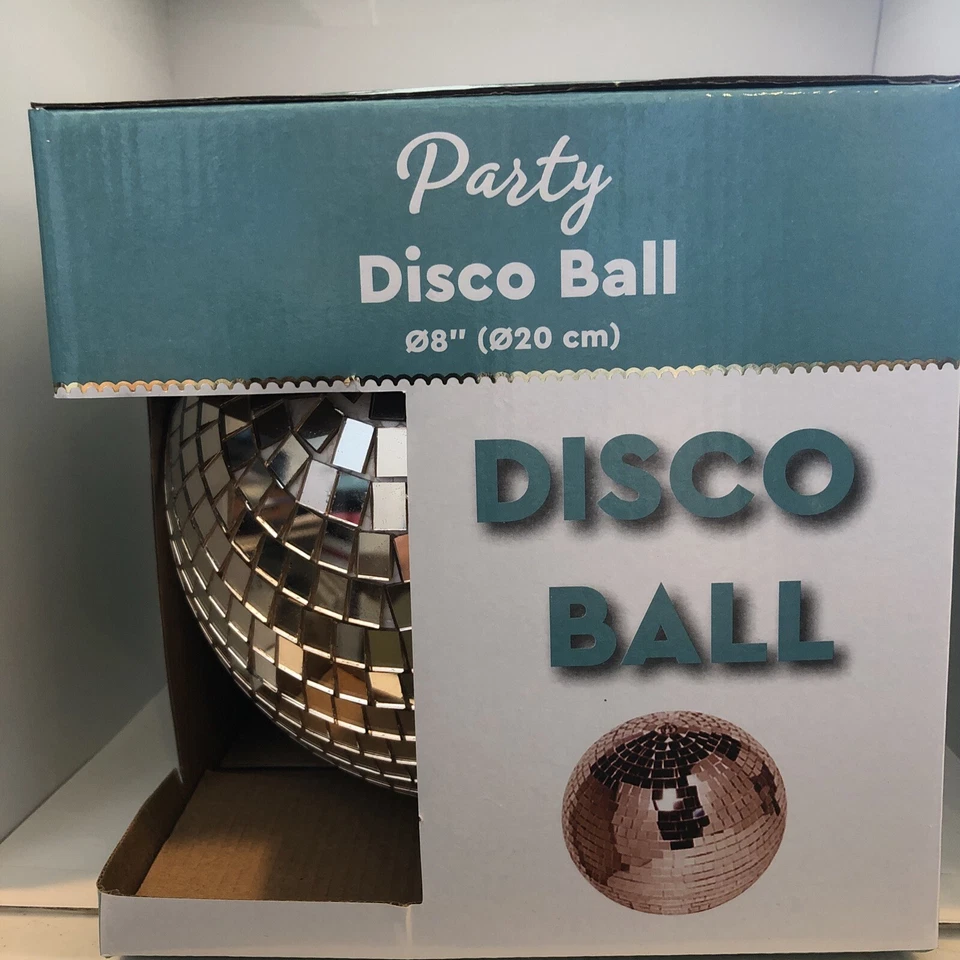 Party
Disco Ball
Ø8" (Ø20 cm)
DISCO
BALL